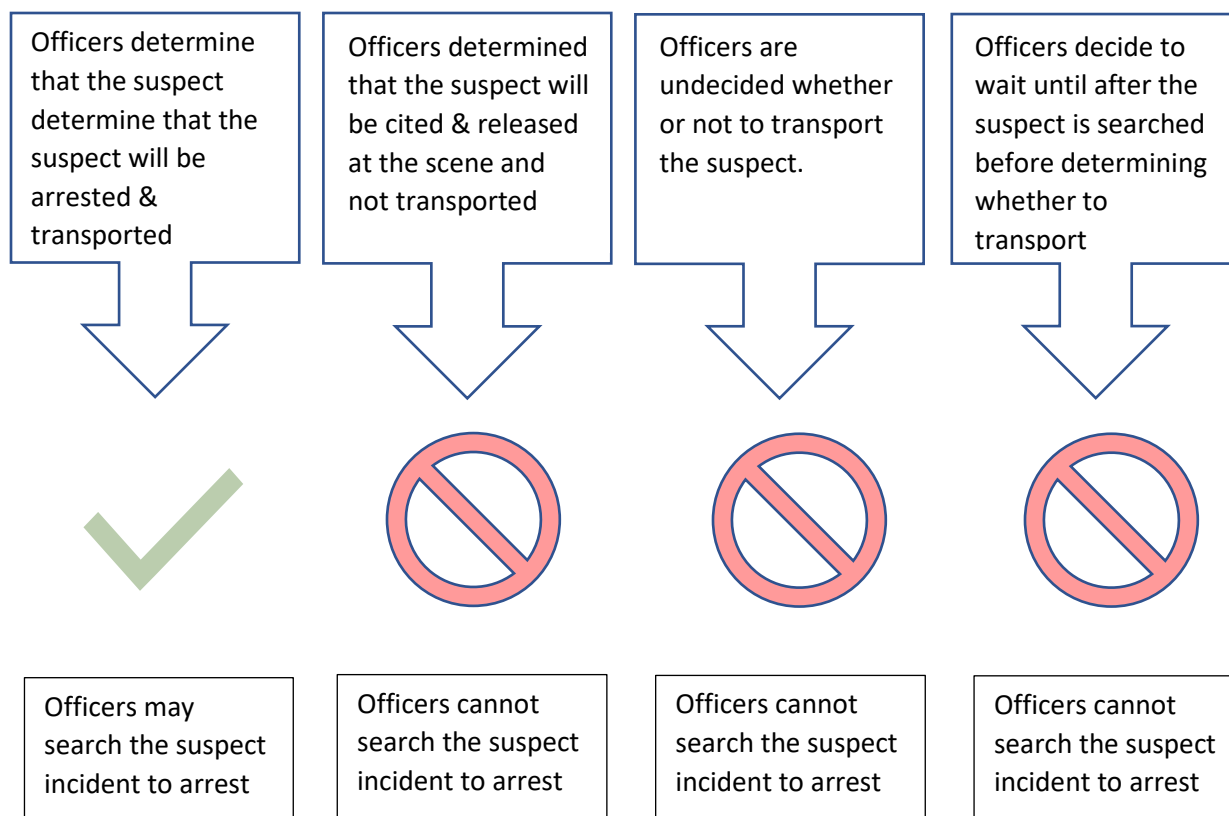 Officers determine
that the suspect
determine that the
suspect will be
arrested &
transported
Officers determined
that the suspect will
be cited & released
at the scene and
not transported
Officers are
undecided whether
or not to transport
the suspect.
Officers decide to
wait until after the
suspect is searched
before determining
whether to
transport
Officers may
search the suspect
incident to arrest
Officers cannot
search the suspect
incident to arrest
Officers cannot
search the suspect
incident to arrest
Officers cannot
search the suspect
incident to arrest